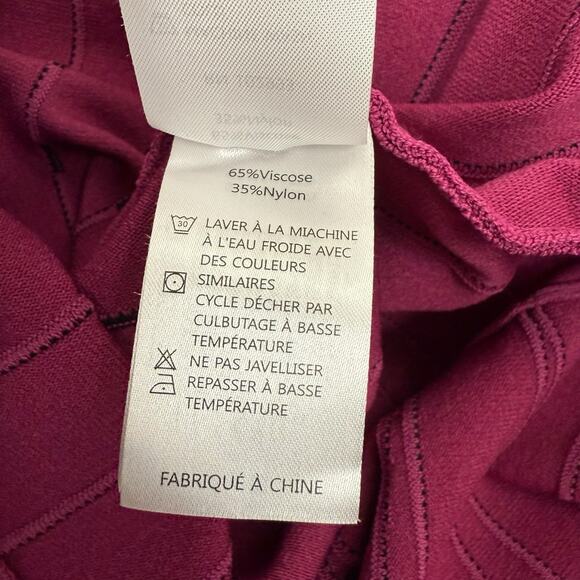 65%Viscose
35%Nylon
30
LAVER À LA MIACHINE
À L'EAU FROIDE AVEC
DES COULEURS
SIMILAIRES
CYCLE DÉCHER PAR
CULBUTAGE À BASSE
TEMPÉRATURE
NE PAS JAVELLISER
REPASSER À BASSE
TEMPÉRATURE
FABRIQUÉ À CHINE